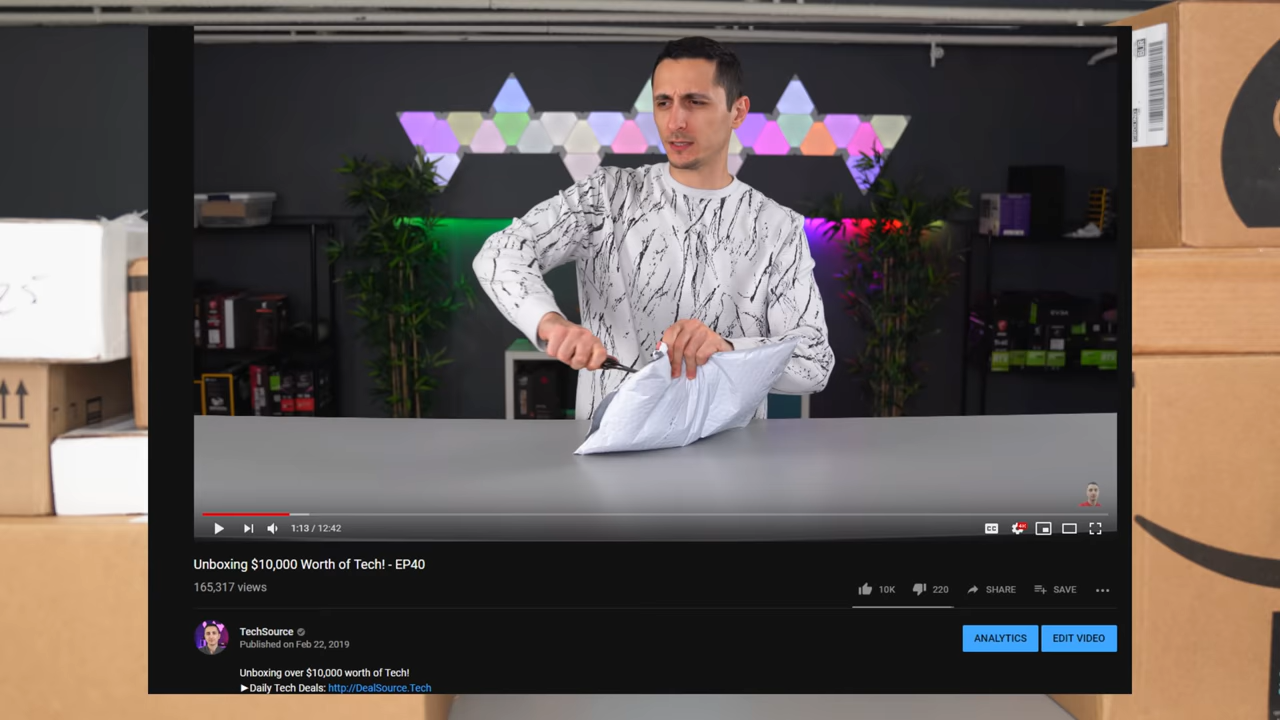 1:13 / 12:42
CC
Unboxing $10,000 Worth of Tech! - EP40
165,317 views
10K
220
SHARE
SAVE
TechSource
Published on Feb 22, 2019
ANALYTICS
EDIT VIDEO
Unboxing over $10,000 worth of Tech!
▶Daily Tech Deals: http://DealSource.Tech